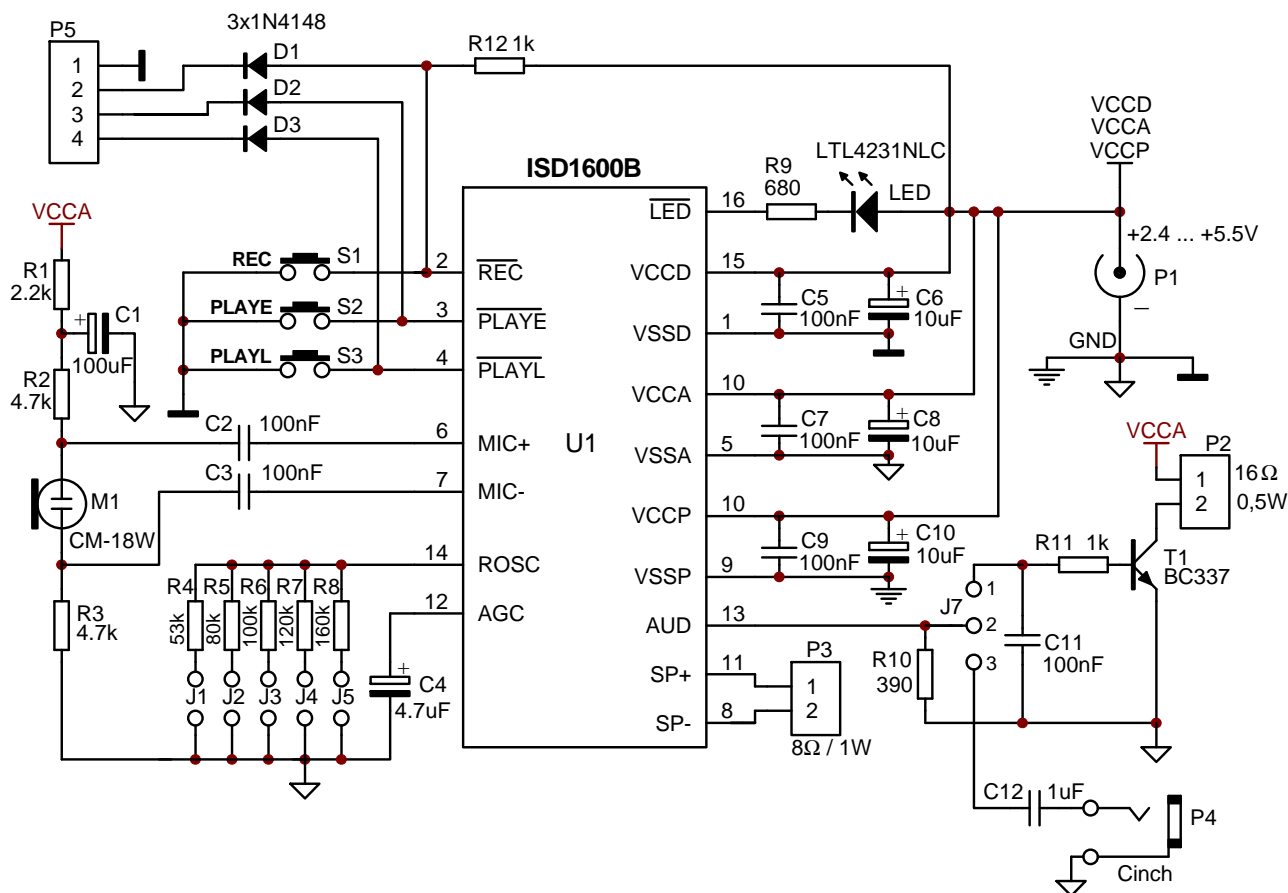 3x1N4148
P5
1
2
3
4
D1
D2
D3
R12 1k
VCCD
VCCA
VCCP
+2.4 ... +5.5V
P1
−
GND
ISD1600B
U1
LTL4231NLC
LED
R9
680
VCCA
R1
2.2k
+
C1
100uF
R2
4.7k
M1
CM-18W
R3
4.7k
REC
S1
PLAYE
S2
PLAYL
S3
C2
100nF
C3
100nF
2
REC
3
PLAYE
4
PLAYL
6
MIC+
7
MIC-
14
ROSC
12
AGC
R4
53k
R5
80k
R6
100k
R7
120k
R8
160k
J1
J2
J3
J4
J5
+
C4
4.7uF
LED
16
VCCD
15
VSSD
1
VCCA
10
VSSA
5
VCCP
10
VSSP
9
AUD
13
SP+
11
SP-
8
C5
100nF
+
C6
10uF
C7
100nF
+
C8
10uF
C9
100nF
+
C10
10uF
P3
1
2
8Ω / 1W
R10
390
J7
1
2
3
C11
100nF
R11 1k
T1
BC337
VCCA
P2
1
2
16Ω
0,5W
C12
1uF
P4
Cinch